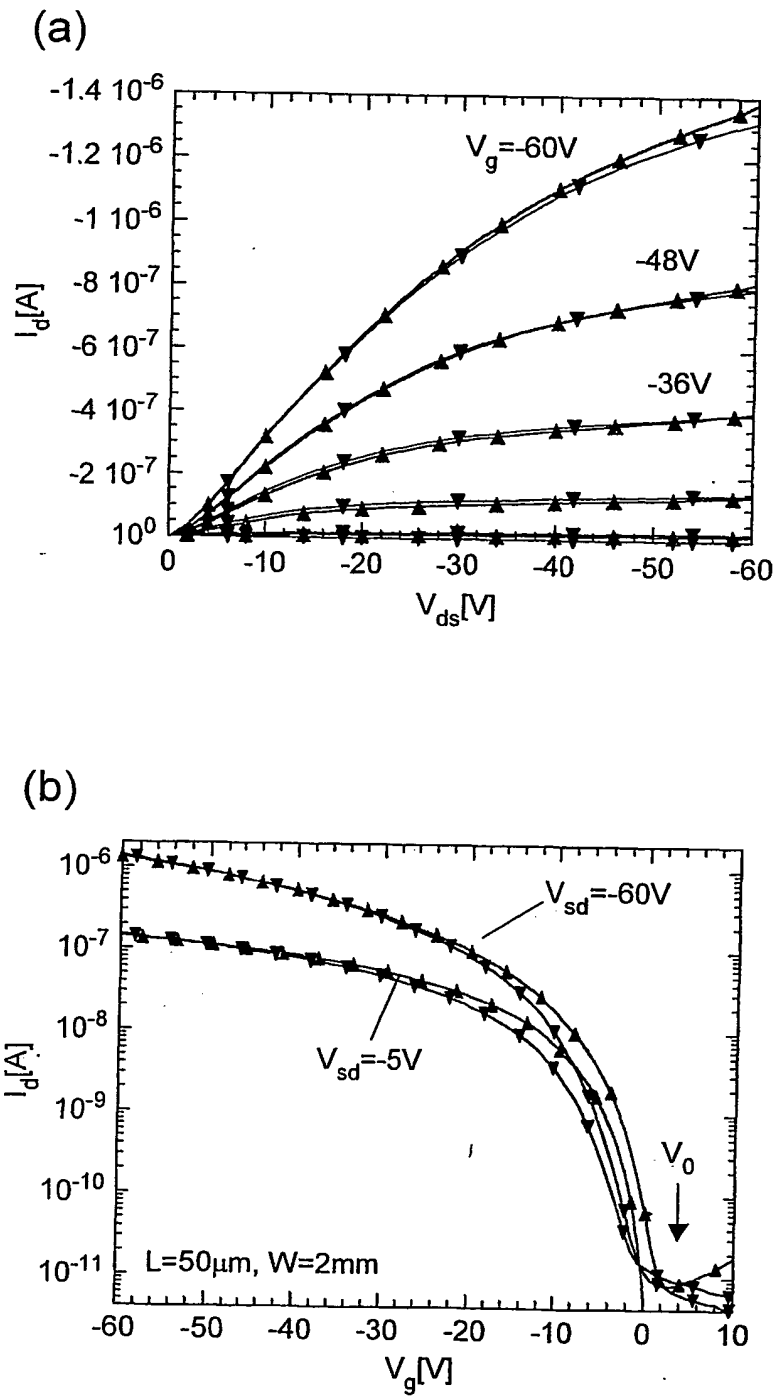 (a)
-1.4 10⁻⁶
-1.2 10⁻⁶
-1 10⁻⁶
-8 10⁻⁷
-6 10⁻⁷
-4 10⁻⁷
-2 10⁻⁷
10⁰
I_d[A]
V_g=-60V
-48V
-36V
0 -10 -20 -30 -40 -50 -60
V_ds[V]
(b)
10⁻⁶
10⁻⁷
10⁻⁸
10⁻⁹
10⁻¹⁰
10⁻¹¹
I_d[A]
V_sd=-60V
V_sd=-5V
V₀
L=50μm, W=2mm
-60 -50 -40 -30 -20 -10 0 10
V_g[V]